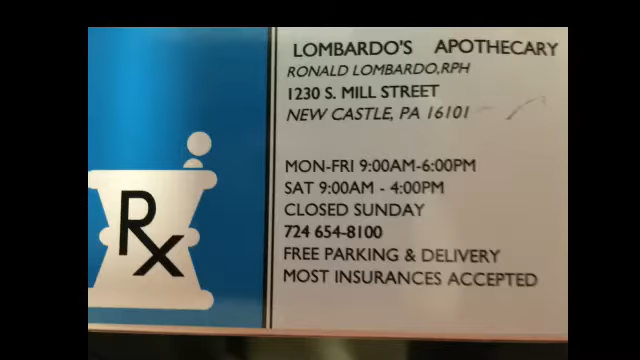 Rx
LOMBARDO'S APOTHECARY
RONALD LOMBARDO,RPH
1230 S. MILL STREET
NEW CASTLE, PA 16101
MON-FRI 9:00AM-6:00PM
SAT 9:00AM - 4:00PM
CLOSED SUNDAY
724 654-8100
FREE PARKING & DELIVERY
MOST INSURANCES ACCEPTED